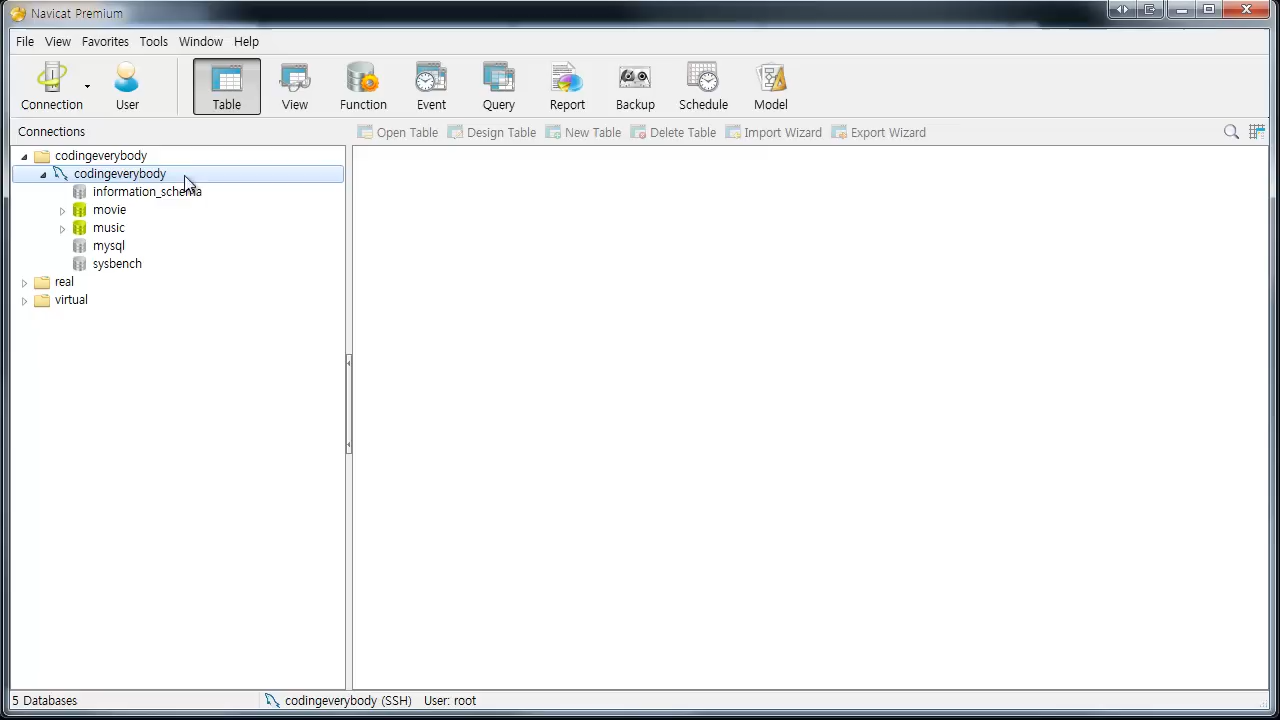 Navicat Premium
File View Favorites Tools Window Help
Connection User Table View Function Event Query Report Backup Schedule Model
Connections Open Table Design Table New Table Delete Table Import Wizard Export Wizard
codingeverybody
codingeverybody
information_schema
movie
music
mysql
sysbench
real
virtual
5 Databases codingeverybody (SSH) User: root